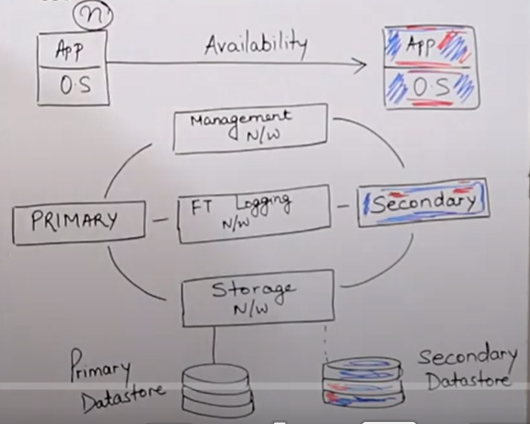 n
App
OS
Availability
App
OS
Management
N/W
PRIMARY
FT Logging
N/W
Secondary
Storage
N/W
Primary
Datastore
Secondary
Datastore